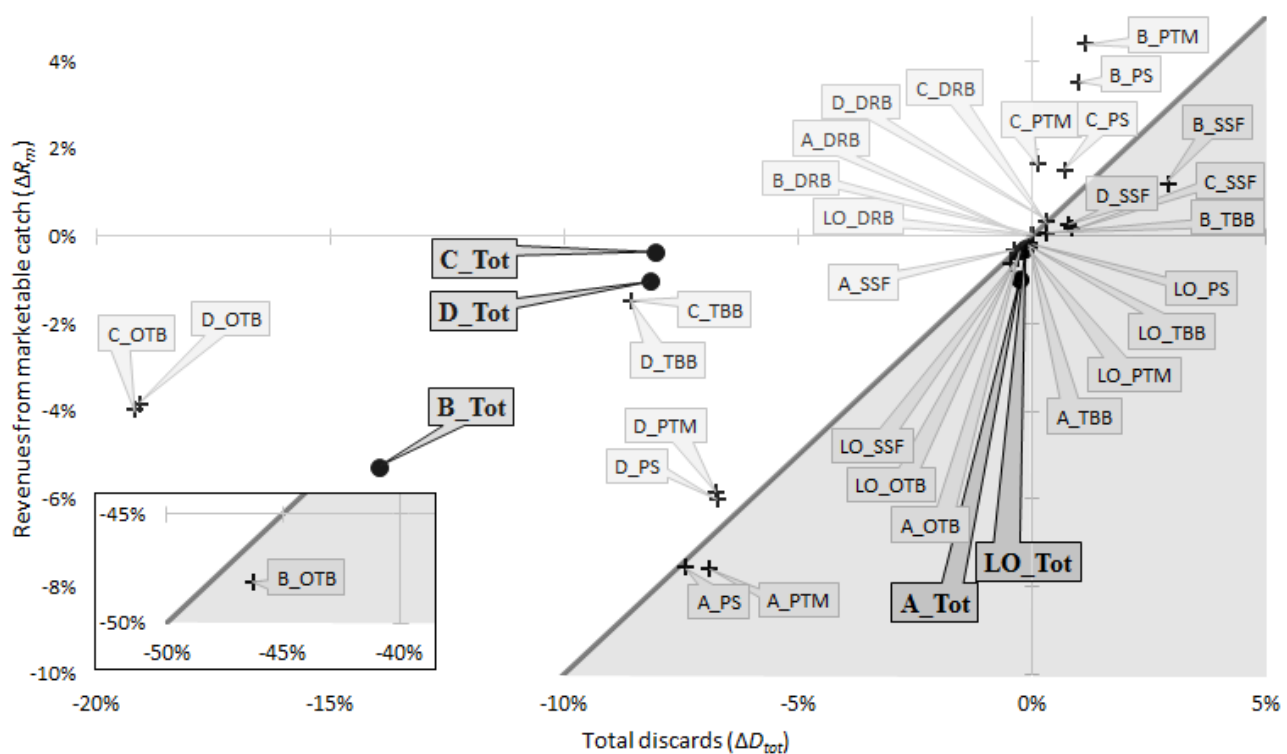 B_PTM
4%
B_PS
C_DRB
D_DRB
C_PTM
C_PS
B_SSF
2%
A_DRB
B_DRB
D_SSF
C_SSF
LO_DRB
B_TBB
0%
C_Tot
A_SSF
LO_PS
D_Tot
C_TBB
-2%
C_OTB
D_OTB
LO_TBB
D_TBB
LO_PTM
-4%
B_Tot
A_TBB
D_PTM
LO_SSF
D_PS
LO_OTB
-6%
-45%
A_OTB
LO_Tot
B_OTB
-8%
A_PS
A_PTM
A_Tot
-50%
-50%
-45%
-40%
-10%
-20%
-15%
-10%
-5%
0%
5%
Total discards (ΔDtot)
Revenues from marketable catch (ΔRm)